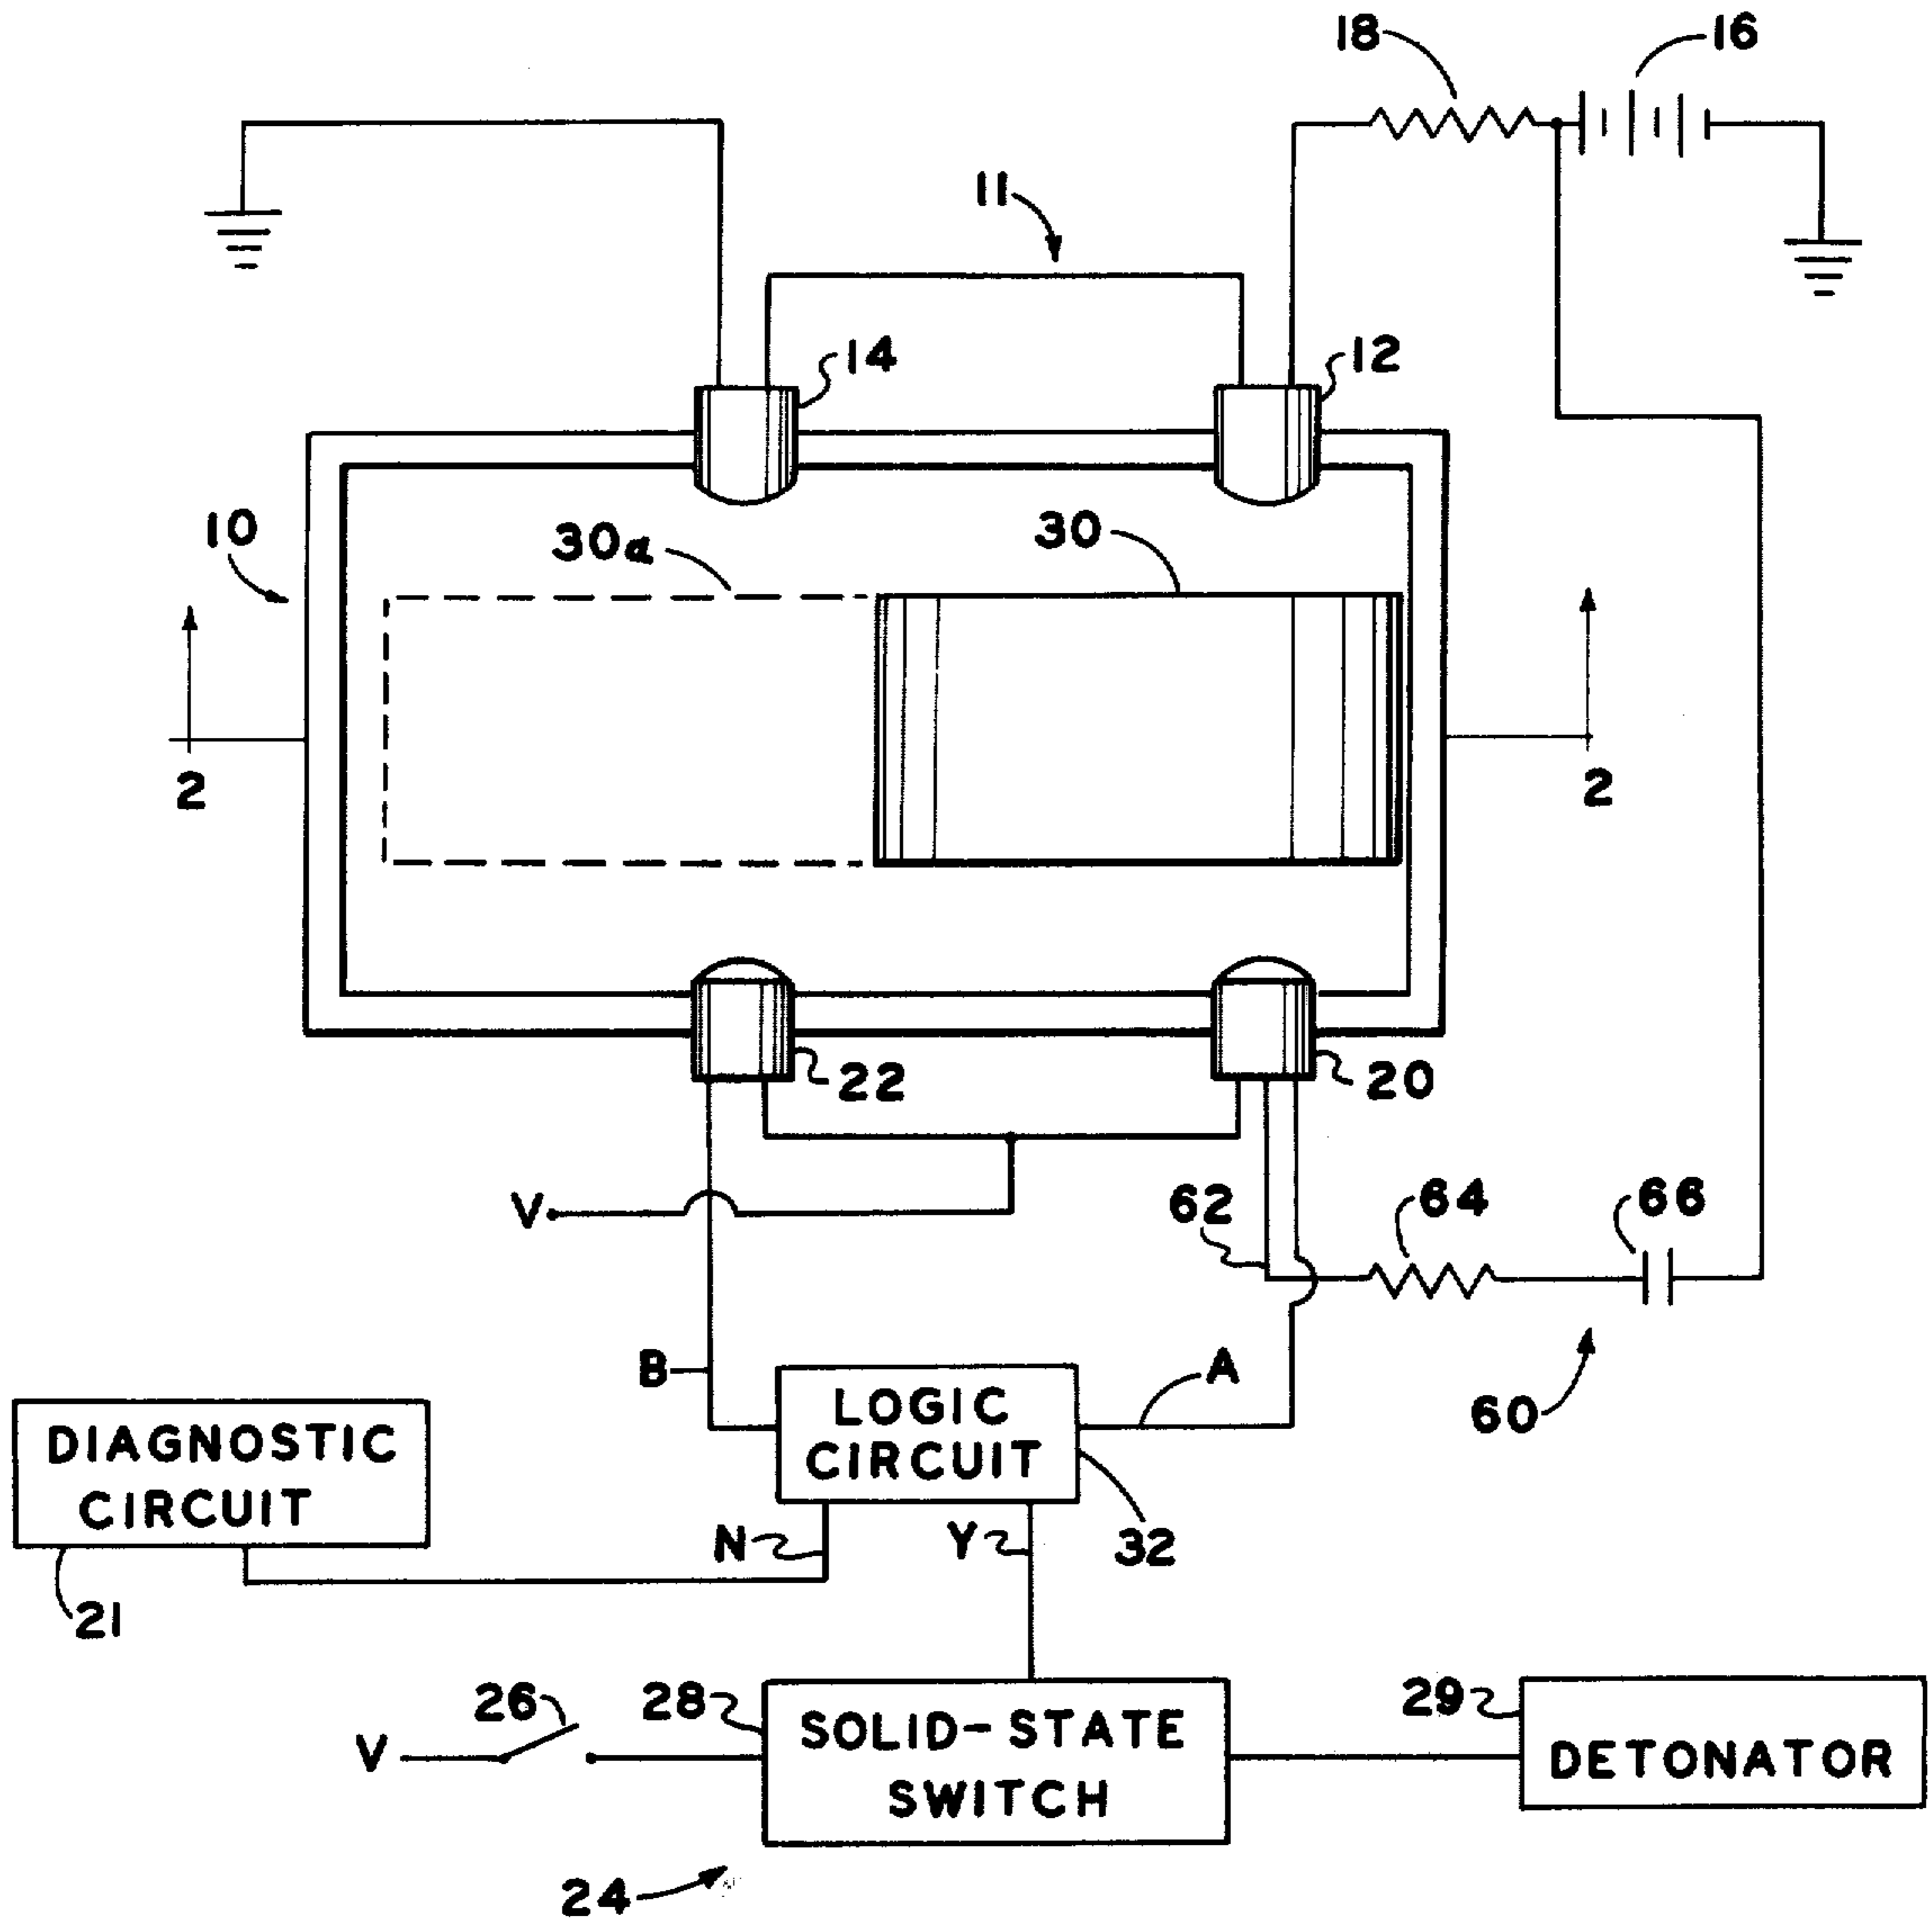 18
16
11
14
12
10
30a
30
2
2
22
20
V
62
64
66
B
A
60
LOGIC
CIRCUIT
DIAGNOSTIC
CIRCUIT
N
Y
32
21
26
28
29
V
SOLID-STATE
SWITCH
DETONATOR
24